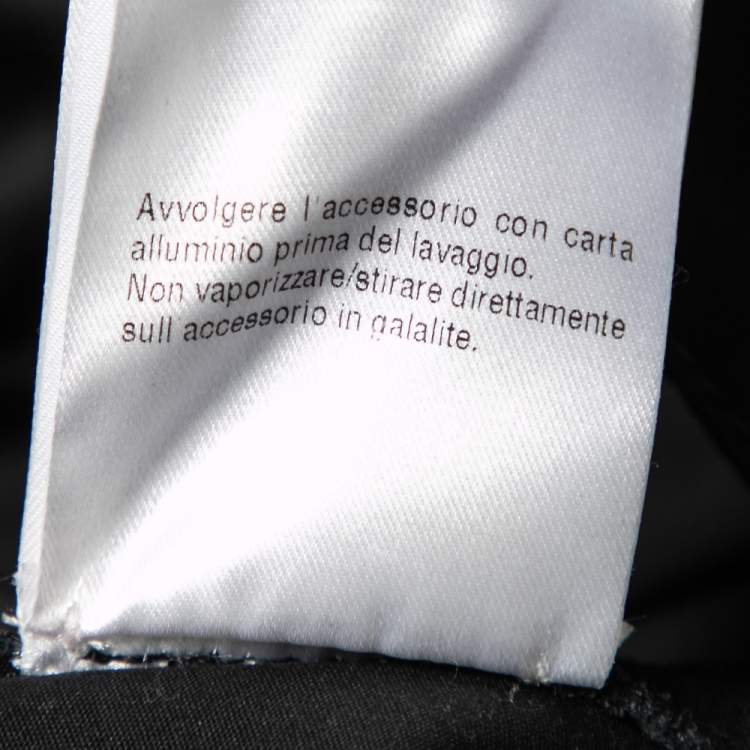 Avvolgere l'accessorio con carta
alluminio prima del lavaggio.
Non vaporizzare/stirare direttamente
sull'accessorio in galalite.